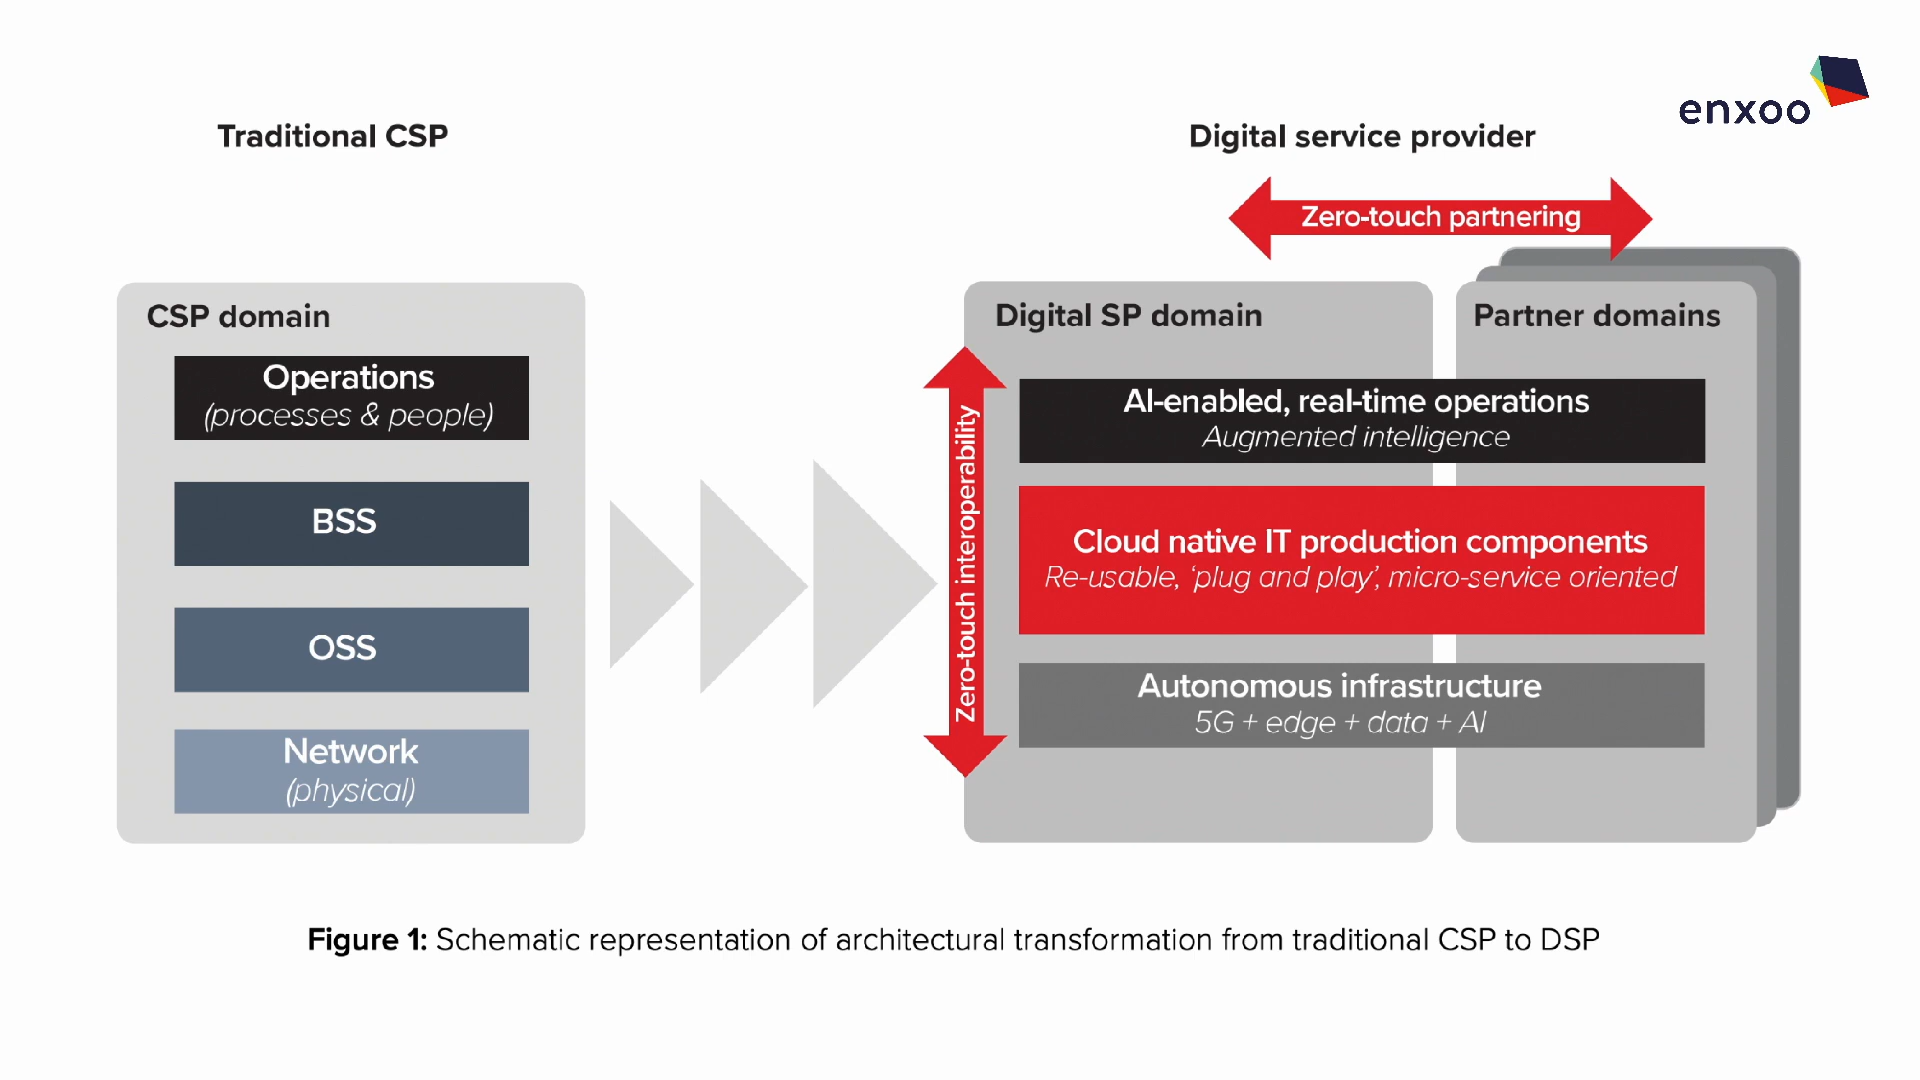 enxoo
Traditional CSP
Digital service provider
Zero-touch partnering
CSP domain
Operations
(processes & people)
BSS
OSS
Network
(physical)
Zero-touch interoperability
Digital SP domain
Partner domains
AI-enabled, real-time operations
Augmented intelligence
Cloud native IT production components
Re-usable, ‘plug and play’, micro-service oriented
Autonomous infrastructure
5G + edge + data + AI
Figure 1: Schematic representation of architectural transformation from traditional CSP to DSP